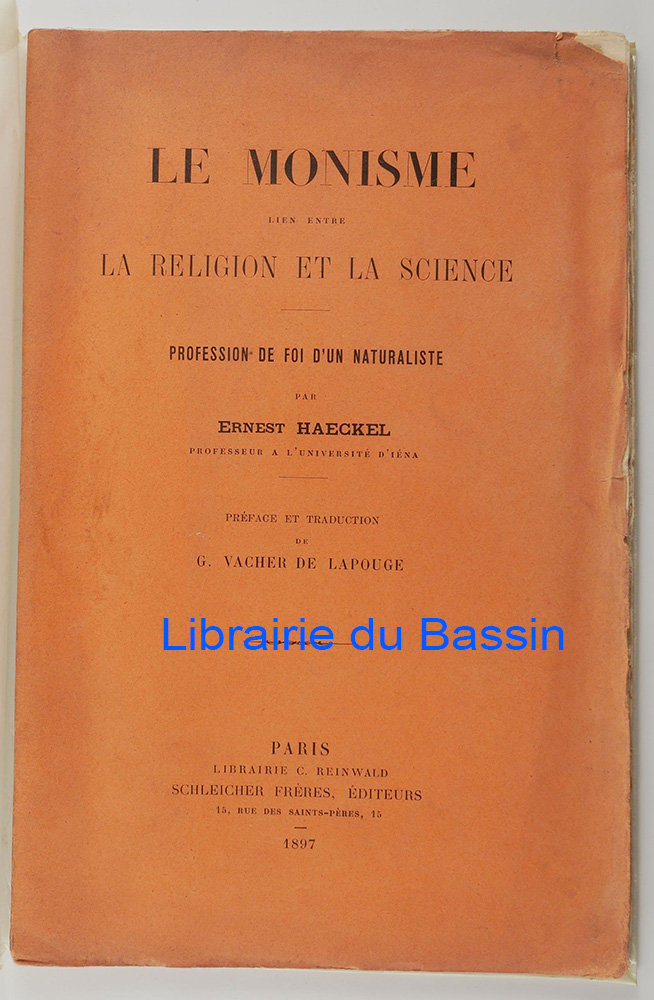 LE MONISME
LIEN ENTRE
LA RELIGION ET LA SCIENCE
PROFESSION DE FOI D'UN NATURALISTE
PAR
ERNEST HAECKEL
PROFESSEUR A L'UNIVERSITÉ D'IÉNA
PRÉFACE ET TRADUCTION
DE
G. VACHER DE LAPOUGE
Librairie du Bassin
PARIS
LIBRAIRIE C. REINWALD
SCHLEICHER FRÈRES, ÉDITEURS
15, RUE DES SAINTS-PÈRES, 15
1897